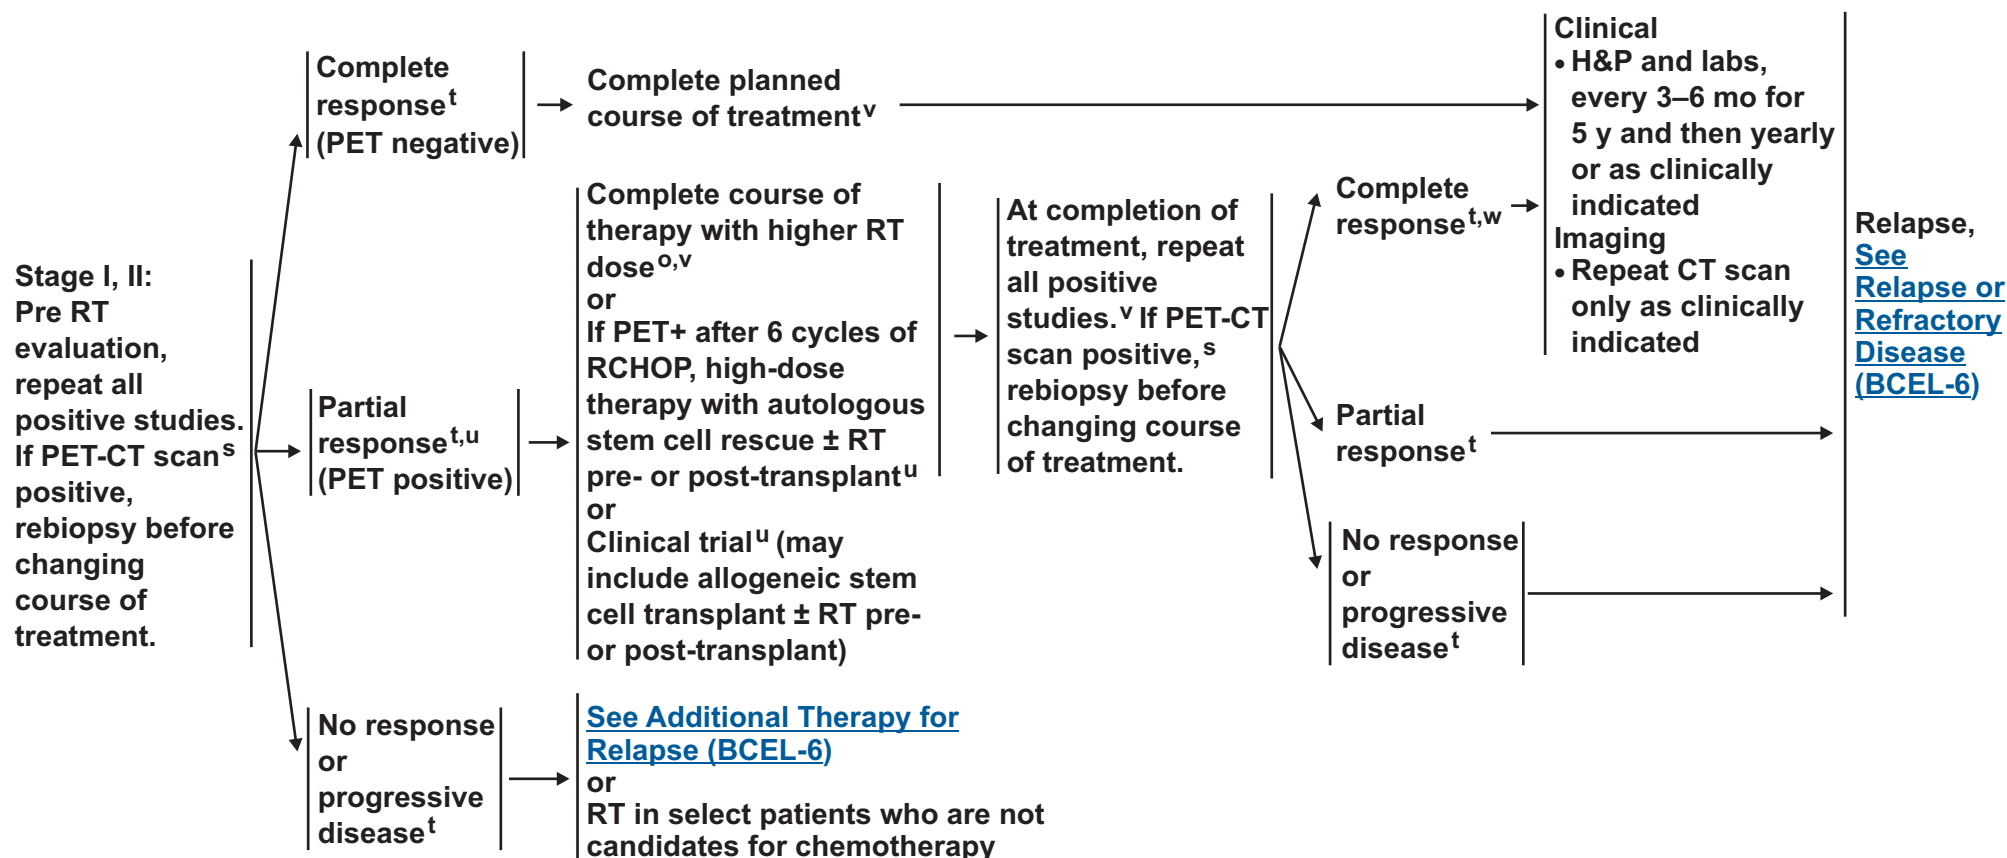 Stage I, II:
Pre RT
evaluation,
repeat all
positive studies.
If PET-CT scan^s
positive,
rebiopsy before
changing
course of
treatment.
Complete
response^t
(PET negative)
Complete planned
course of treatment^v
Partial
response^t,u
(PET positive)
Complete course of
therapy with higher RT
dose^o,v
or
If PET+ after 6 cycles of
RCHOP, high-dose
therapy with autologous
stem cell rescue ± RT
pre- or post-transplant^u
or
Clinical trial^u (may
include allogeneic stem
cell transplant ± RT pre-
or post-transplant)
No response
or
progressive
disease^t
See Additional Therapy for
Relapse (BCEL-6)
or
RT in select patients who are not
candidates for chemotherapy
At completion of
treatment, repeat
all positive
studies.^v If PET-CT
scan positive,^s
rebiopsy before
changing course
of treatment.
Complete
response^t,w
Partial
response^t
No response
or
progressive
disease^t
Clinical
• H&P and labs,
every 3–6 mo for
5 y and then yearly
or as clinically
indicated
Imaging
• Repeat CT scan
only as clinically
indicated
Relapse,
See
Relapse or
Refractory
Disease
(BCEL-6)